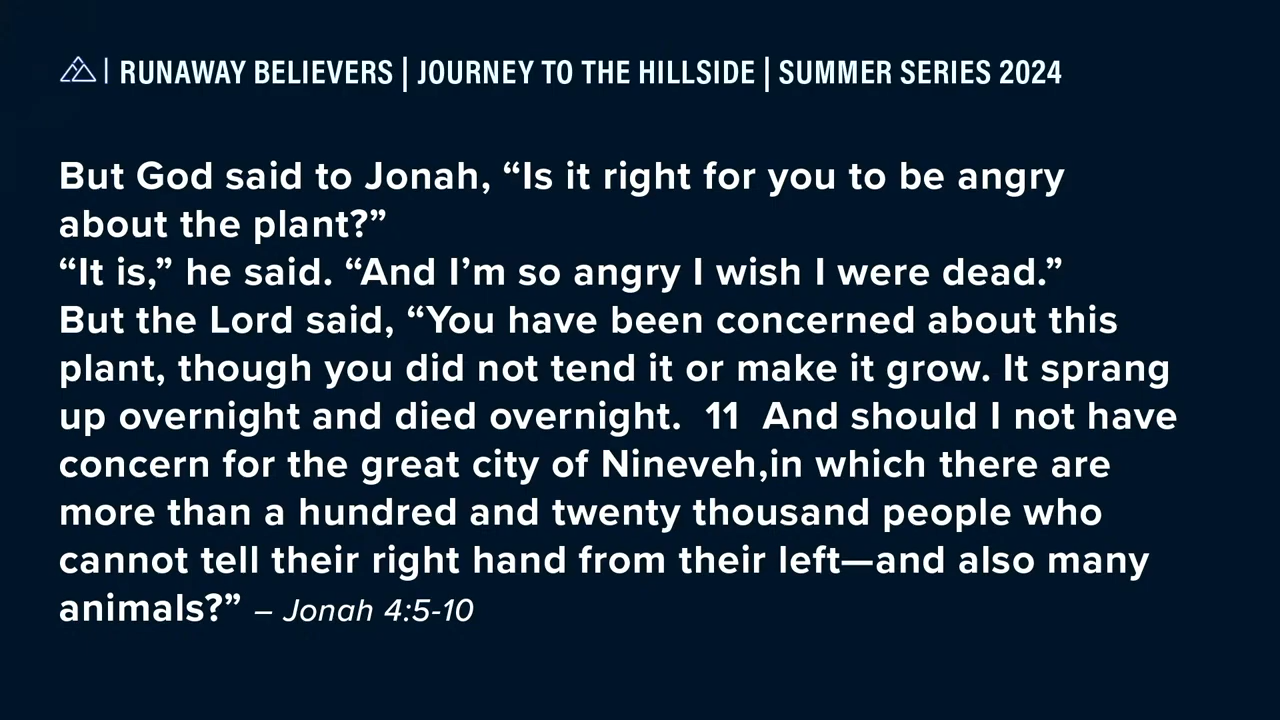 | RUNAWAY BELIEVERS | JOURNEY TO THE HILLSIDE | SUMMER SERIES 2024
But God said to Jonah, “Is it right for you to be angry
about the plant?”
“It is,” he said. “And I’m so angry I wish I were dead.”
But the Lord said, “You have been concerned about this
plant, though you did not tend it or make it grow. It sprang
up overnight and died overnight.  11  And should I not have
concern for the great city of Nineveh,in which there are
more than a hundred and twenty thousand people who
cannot tell their right hand from their left—and also many
animals?” – Jonah 4:5-10